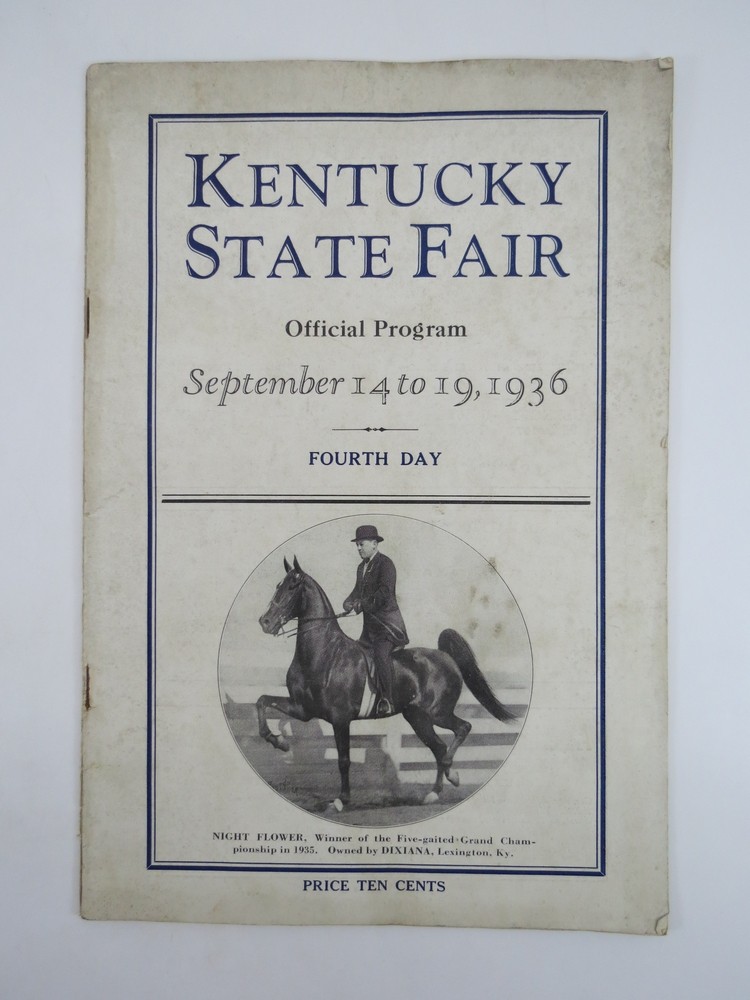 KENTUCKY
STATE FAIR
Official Program
September 14 to 19, 1936
FOURTH DAY
NIGHT FLOWER, Winner of the Five-gaited Grand Cham-
pionship in 1935. Owned by DIXIANA, Lexington, Ky.
PRICE TEN CENTS